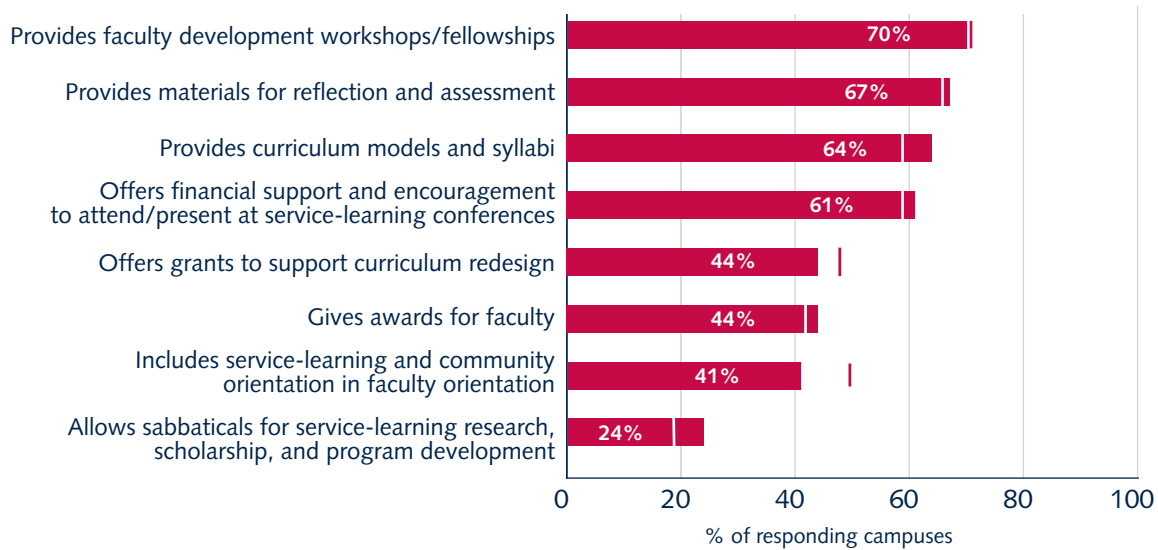 Provides faculty development workshops/fellowships
70%
Provides materials for reflection and assessment
67%
Provides curriculum models and syllabi
64%
Offers financial support and encouragement
to attend/present at service-learning conferences
61%
Offers grants to support curriculum redesign
44%
Gives awards for faculty
44%
Includes service-learning and community
orientation in faculty orientation
41%
Allows sabbaticals for service-learning research,
scholarship, and program development
24%
0 20 40 60 80 100
% of responding campuses